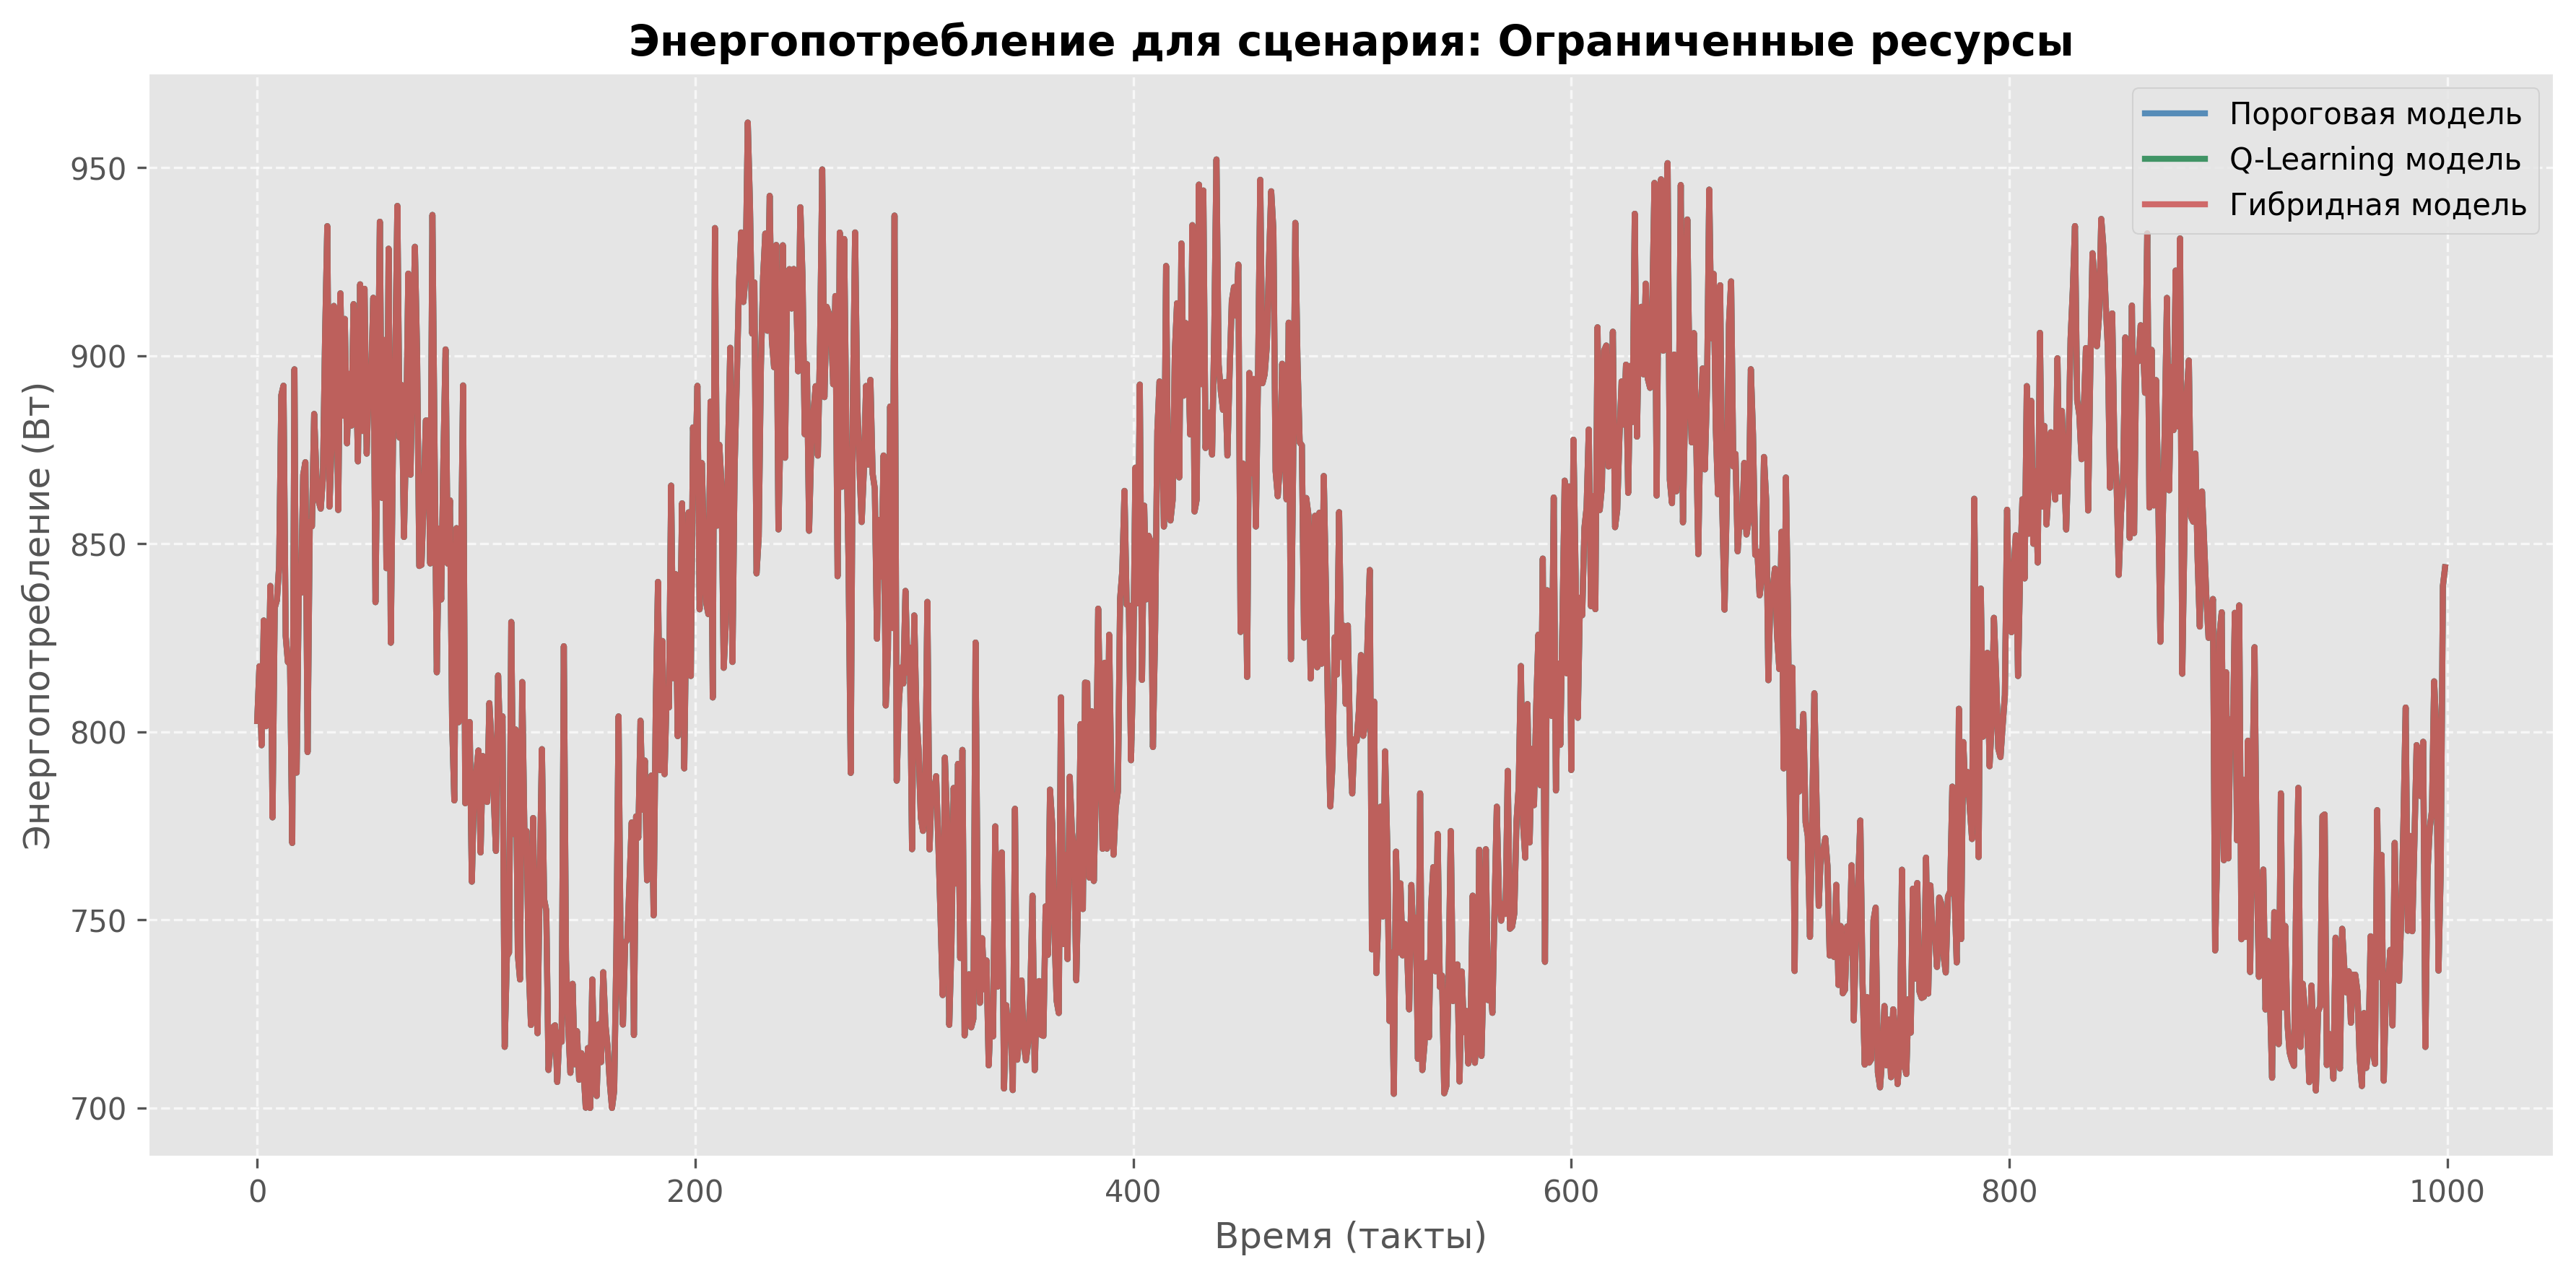 Энергопотребление для сценария: Ограниченные ресурсы
Пороговая модель
Q-Learning модель
Гибридная модель
Энергопотребление (Вт)
950
900
850
800
750
700
0
200
400
600
800
1000
Время (такты)